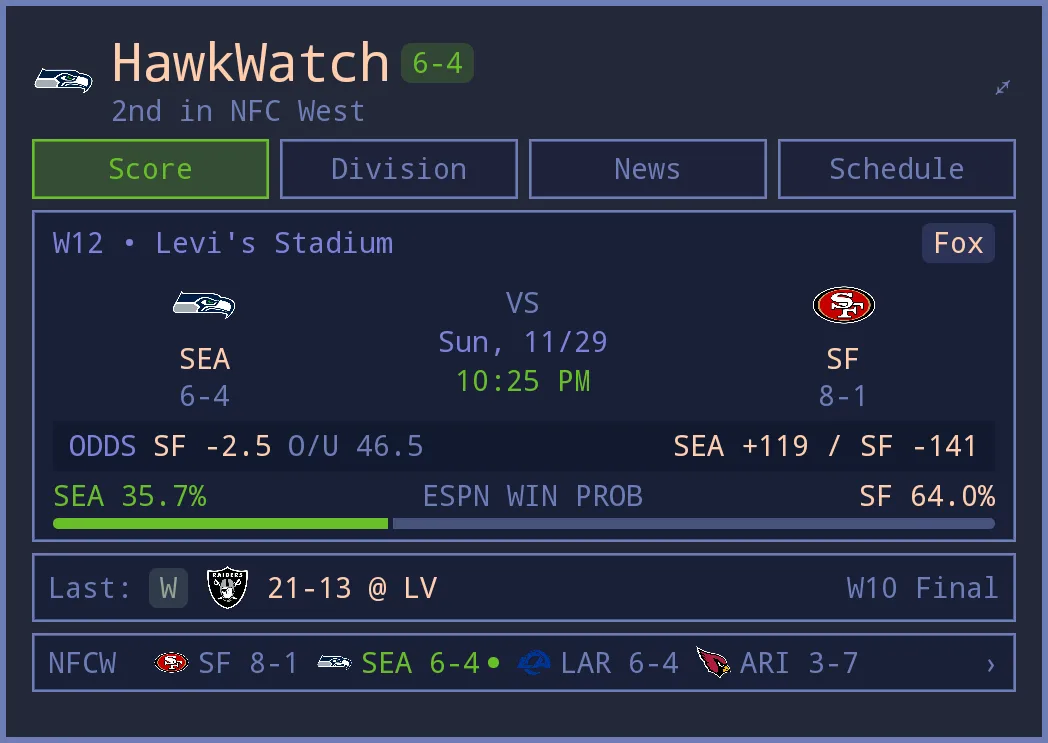 HawkWatch 6-4
2nd in NFC West
Score Division News Schedule
W12 • Levi's Stadium Fox
VS
Sun, 11/29
10:25 PM
SEA SF
6-4 8-1
ODDS SF -2.5 O/U 46.5 SEA +119 / SF -141
SEA 35.7% ESPN WIN PROB SF 64.0%
Last: W RAIDERS 21-13 @ LV W10 Final
NFCW SF 8-1 SEA 6-4 • LAR 6-4 ARI 3-7 ›